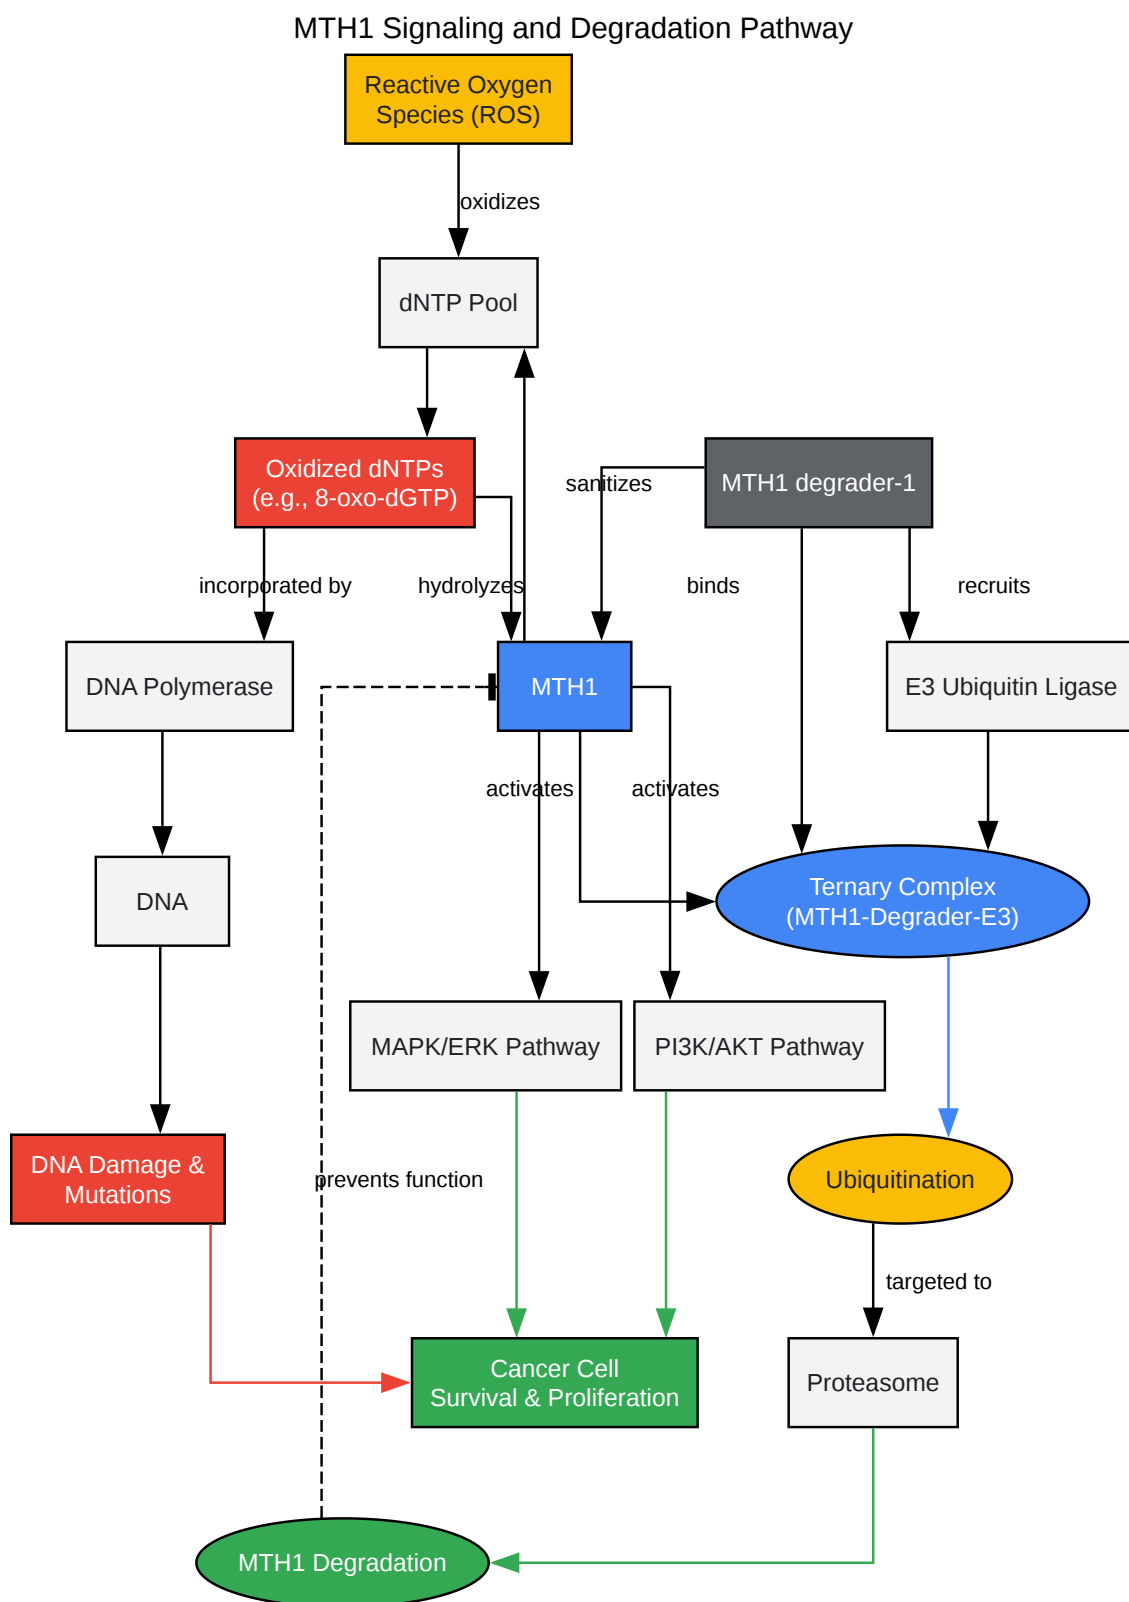 MTH1 Signaling and Degradation Pathway
Reactive Oxygen
Species (ROS)
oxidizes
dNTP Pool
Oxidized dNTPs
(e.g., 8-oxo-dGTP)
sanitizes
MTH1 degrader-1
incorporated by
hydrolyzes
binds
recruits
DNA Polymerase
MTH1
E3 Ubiquitin Ligase
activates
activates
DNA
Ternary Complex
(MTH1-Degrader-E3)
MAPK/ERK Pathway
PI3K/AKT Pathway
DNA Damage &
Mutations
prevents function
Ubiquitination
targeted to
Cancer Cell
Survival & Proliferation
Proteasome
MTH1 Degradation